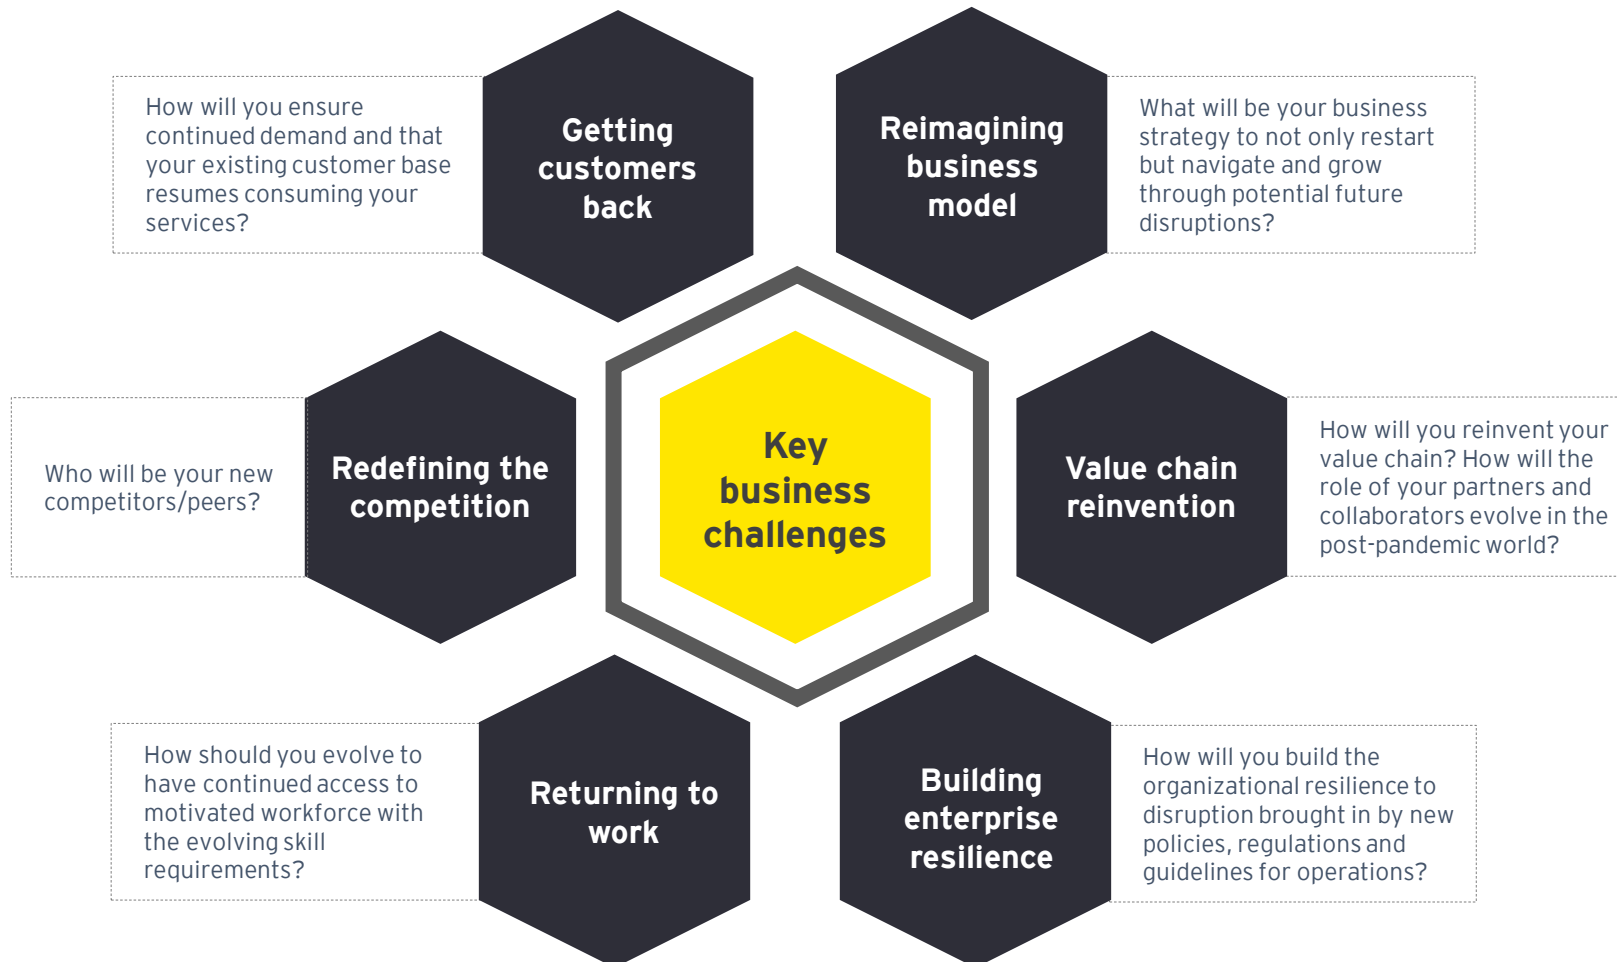 How will you ensure
continued demand and that
your existing customer base
resumes consuming your
services?
Getting
customers
back
Reimagining
business
model
What will be your business
strategy to not only restart
but navigate and grow
through potential future
disruptions?
Who will be your new
competitors/peers?
Redefining the
competition
Key
business
challenges
Value chain
reinvention
How will you reinvent your
value chain? How will the
role of your partners and
collaborators evolve in the
post-pandemic world?
How should you evolve to
have continued access to
motivated workforce with
the evolving skill
requirements?
Returning to
work
Building
enterprise
resilience
How will you build the
organizational resilience to
disruption brought in by new
policies, regulations and
guidelines for operations?